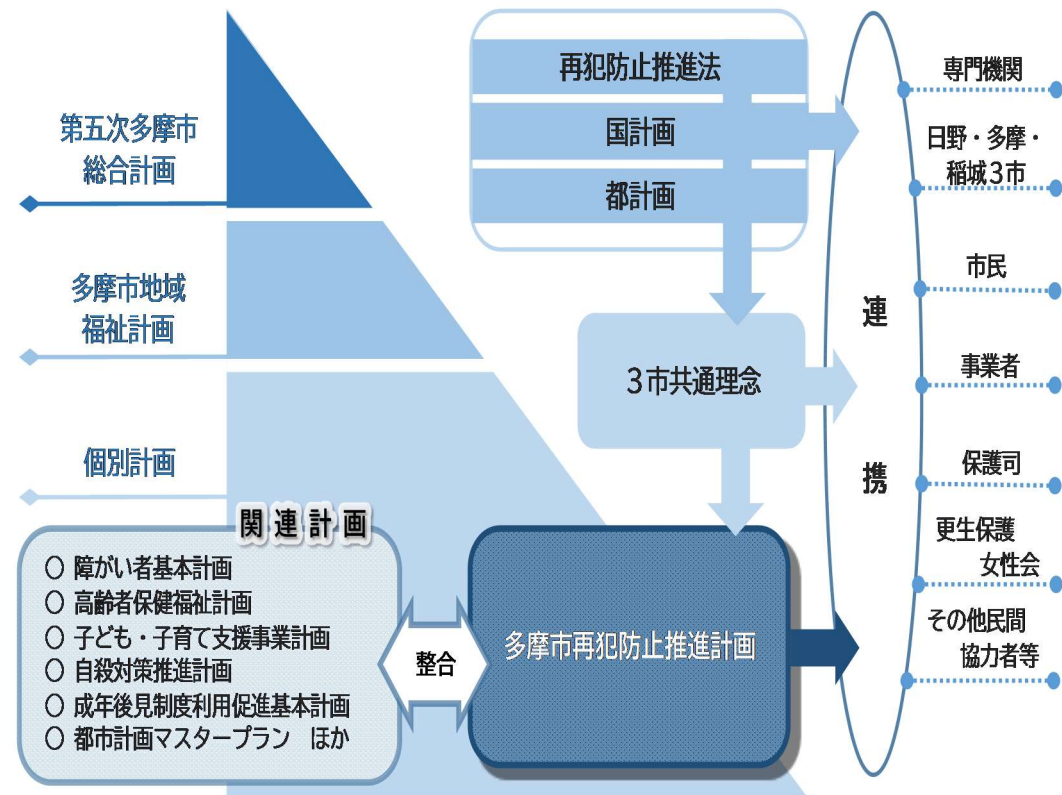 第五次多摩市
総合計画
多摩市地域
福祉計画
個別計画
再犯防止推進法
国計画
都計画
3市共通理念
関連計画
○ 障がい者基本計画
○ 高齢者保健福祉計画
○ 子ども・子育て支援事業計画
○ 自殺対策推進計画
○ 成年後見制度利用促進基本計画
○ 都市計画マスタープラン ほか
整合
多摩市再犯防止推進計画
連
携
専門機関
日野・多摩・
稲城3市
市民
事業者
保護司
更生保護
女性会
その他民間
協力者等